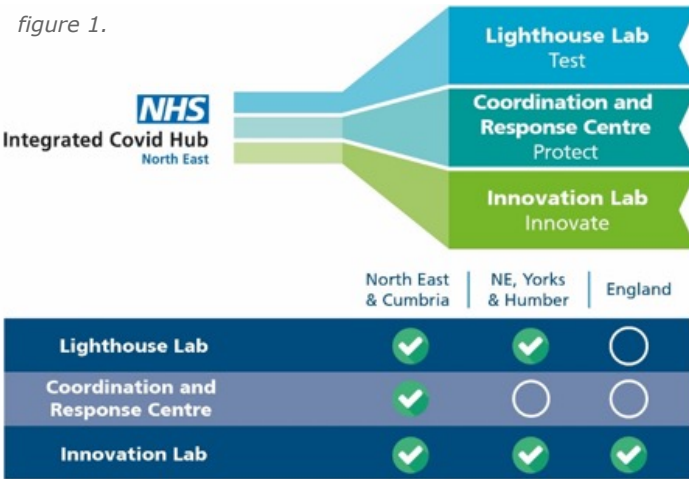 figure 1.
NHS
Integrated Covid Hub
North East
Lighthouse Lab
Test
Coordination and
Response Centre
Protect
Innovation Lab
Innovate
North East
& Cumbria
NE, Yorks
& Humber
England
Lighthouse Lab
Coordination and
Response Centre
Innovation Lab